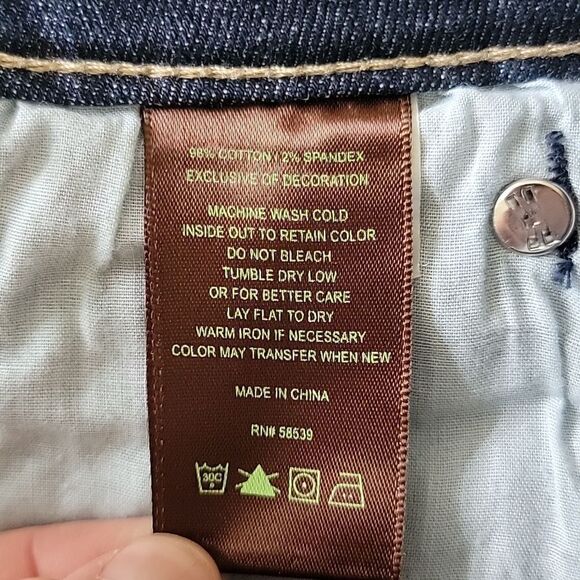 98% COTTON / 2% SPANDEX
EXCLUSIVE OF DECORATION
MACHINE WASH COLD
INSIDE OUT TO RETAIN COLOR
DO NOT BLEACH
TUMBLE DRY LOW
OR FOR BETTER CARE
LAY FLAT TO DRY
WARM IRON IF NECESSARY
COLOR MAY TRANSFER WHEN NEW
MADE IN CHINA
RN# 58539
30C